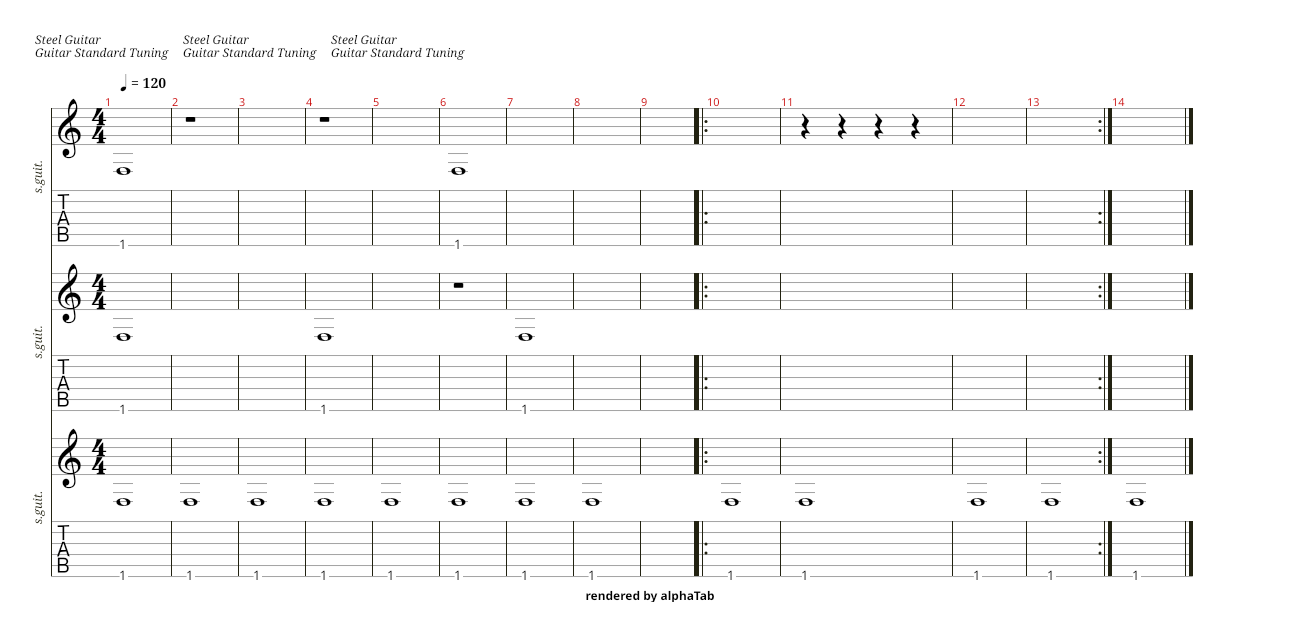 Steel Guitar Steel Guitar Steel Guitar
Guitar Standard Tuning Guitar Standard Tuning Guitar Standard Tuning
= 120
1 2 3 4 5 6 7 8 9 10 11 12 13 14
4
4
s.guit.
T
A
B
1 1
4
4
s.guit.
T
A
B
1 1 1
4
4
s.guit.
T
A
B
1 1 1 1 1 1 1 1 1 1 1 1 1
rendered by alphaTab